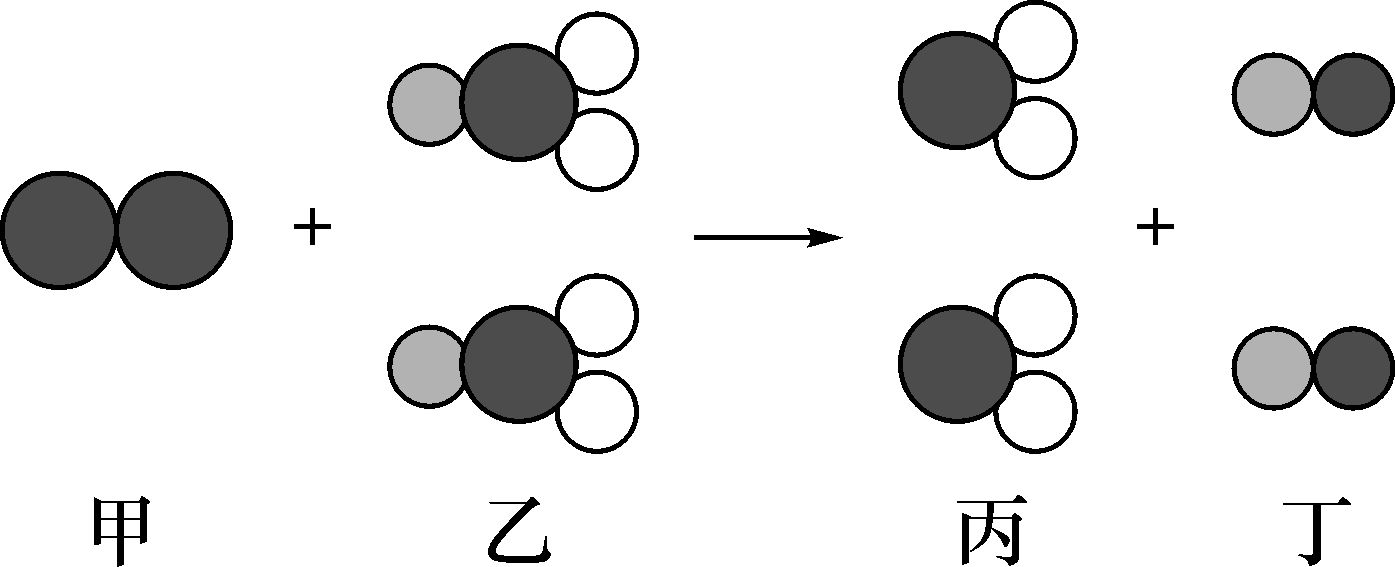 甲 + 乙 → 丙 + 丁